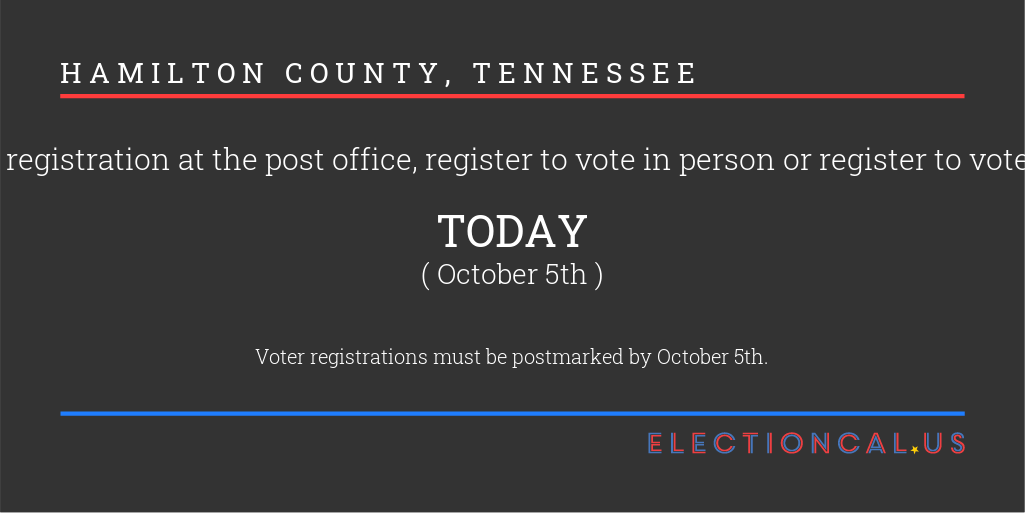 HAMILTON COUNTY, TENNESSEE
registration at the post office, register to vote in person or register to vote
TODAY
( October 5th )
Voter registrations must be postmarked by October 5th.
ELECTIONCAL.US